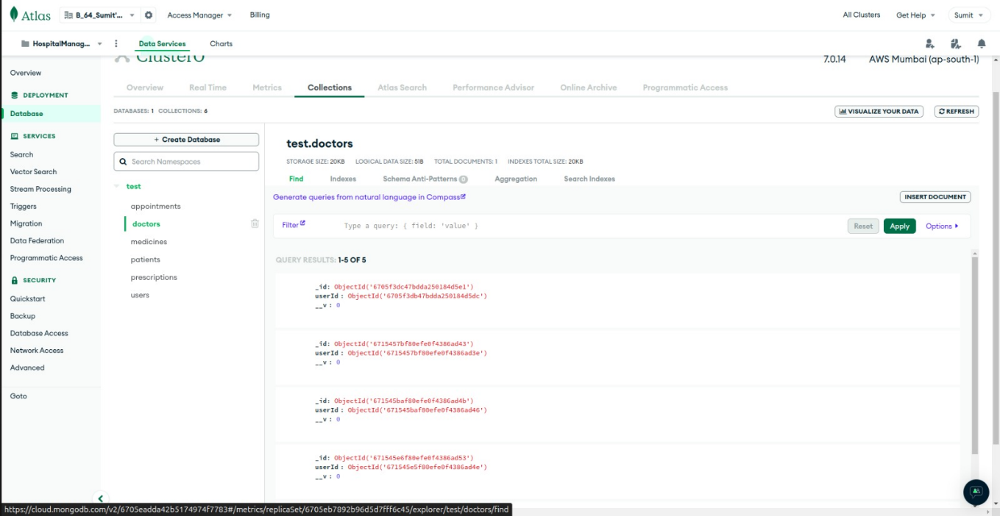 Atlas B_64_Sumit'... Access Manager Billing All Clusters Get Help Sumit
HospitalManag... Data Services Charts
Cluster0 7.0.14 AWS Mumbai (ap-south-1)
Overview
DEPLOYMENT
Database
SERVICES
Search
Vector Search
Stream Processing
Triggers
Migration
Data Federation
Programmatic Access
SECURITY
Quickstart
Backup
Database Access
Network Access
Advanced
Goto
Overview Real Time Metrics Collections Atlas Search Performance Advisor Online Archive Programmatic Access
DATABASES: 1 COLLECTIONS: 6 VISUALIZE YOUR DATA REFRESH
+ Create Database
Search Namespaces
test
appointments
doctors
medicines
patients
prescriptions
users
test.doctors
STORAGE SIZE: 20KB LOGICAL DATA SIZE: 51B TOTAL DOCUMENTS: 1 INDEXES TOTAL SIZE: 20KB
Find Indexes Schema Anti-Patterns 0 Aggregation Search Indexes
Generate queries from natural language in Compass INSERT DOCUMENT
Filter Type a query: { field: 'value' } Reset Apply Options
QUERY RESULTS: 1-5 OF 5
_id: ObjectId('6705f3dc47bdda250184d5e1')
userId : ObjectId('6705f3db47bdda250184d5dc')
__v : 0
_id: ObjectId('6715457bf80efe0f4386ad43')
userId : ObjectId('6715457bf80efe0f4386ad3e')
__v : 0
_id: ObjectId('671545baf80efe0f4386ad4b')
userId : ObjectId('671545baf80efe0f4386ad46')
__v : 0
_id: ObjectId('671545e6f80efe0f4386ad53')
userId : ObjectId('671545e5f80efe0f4386ad4e')
__v : 0
https://cloud.mongodb.com/v2/6705eadda42b5174974f7783#/metrics/replicaSet/6705eb7892b96d5d7fff6c45/explorer/test/doctors/find